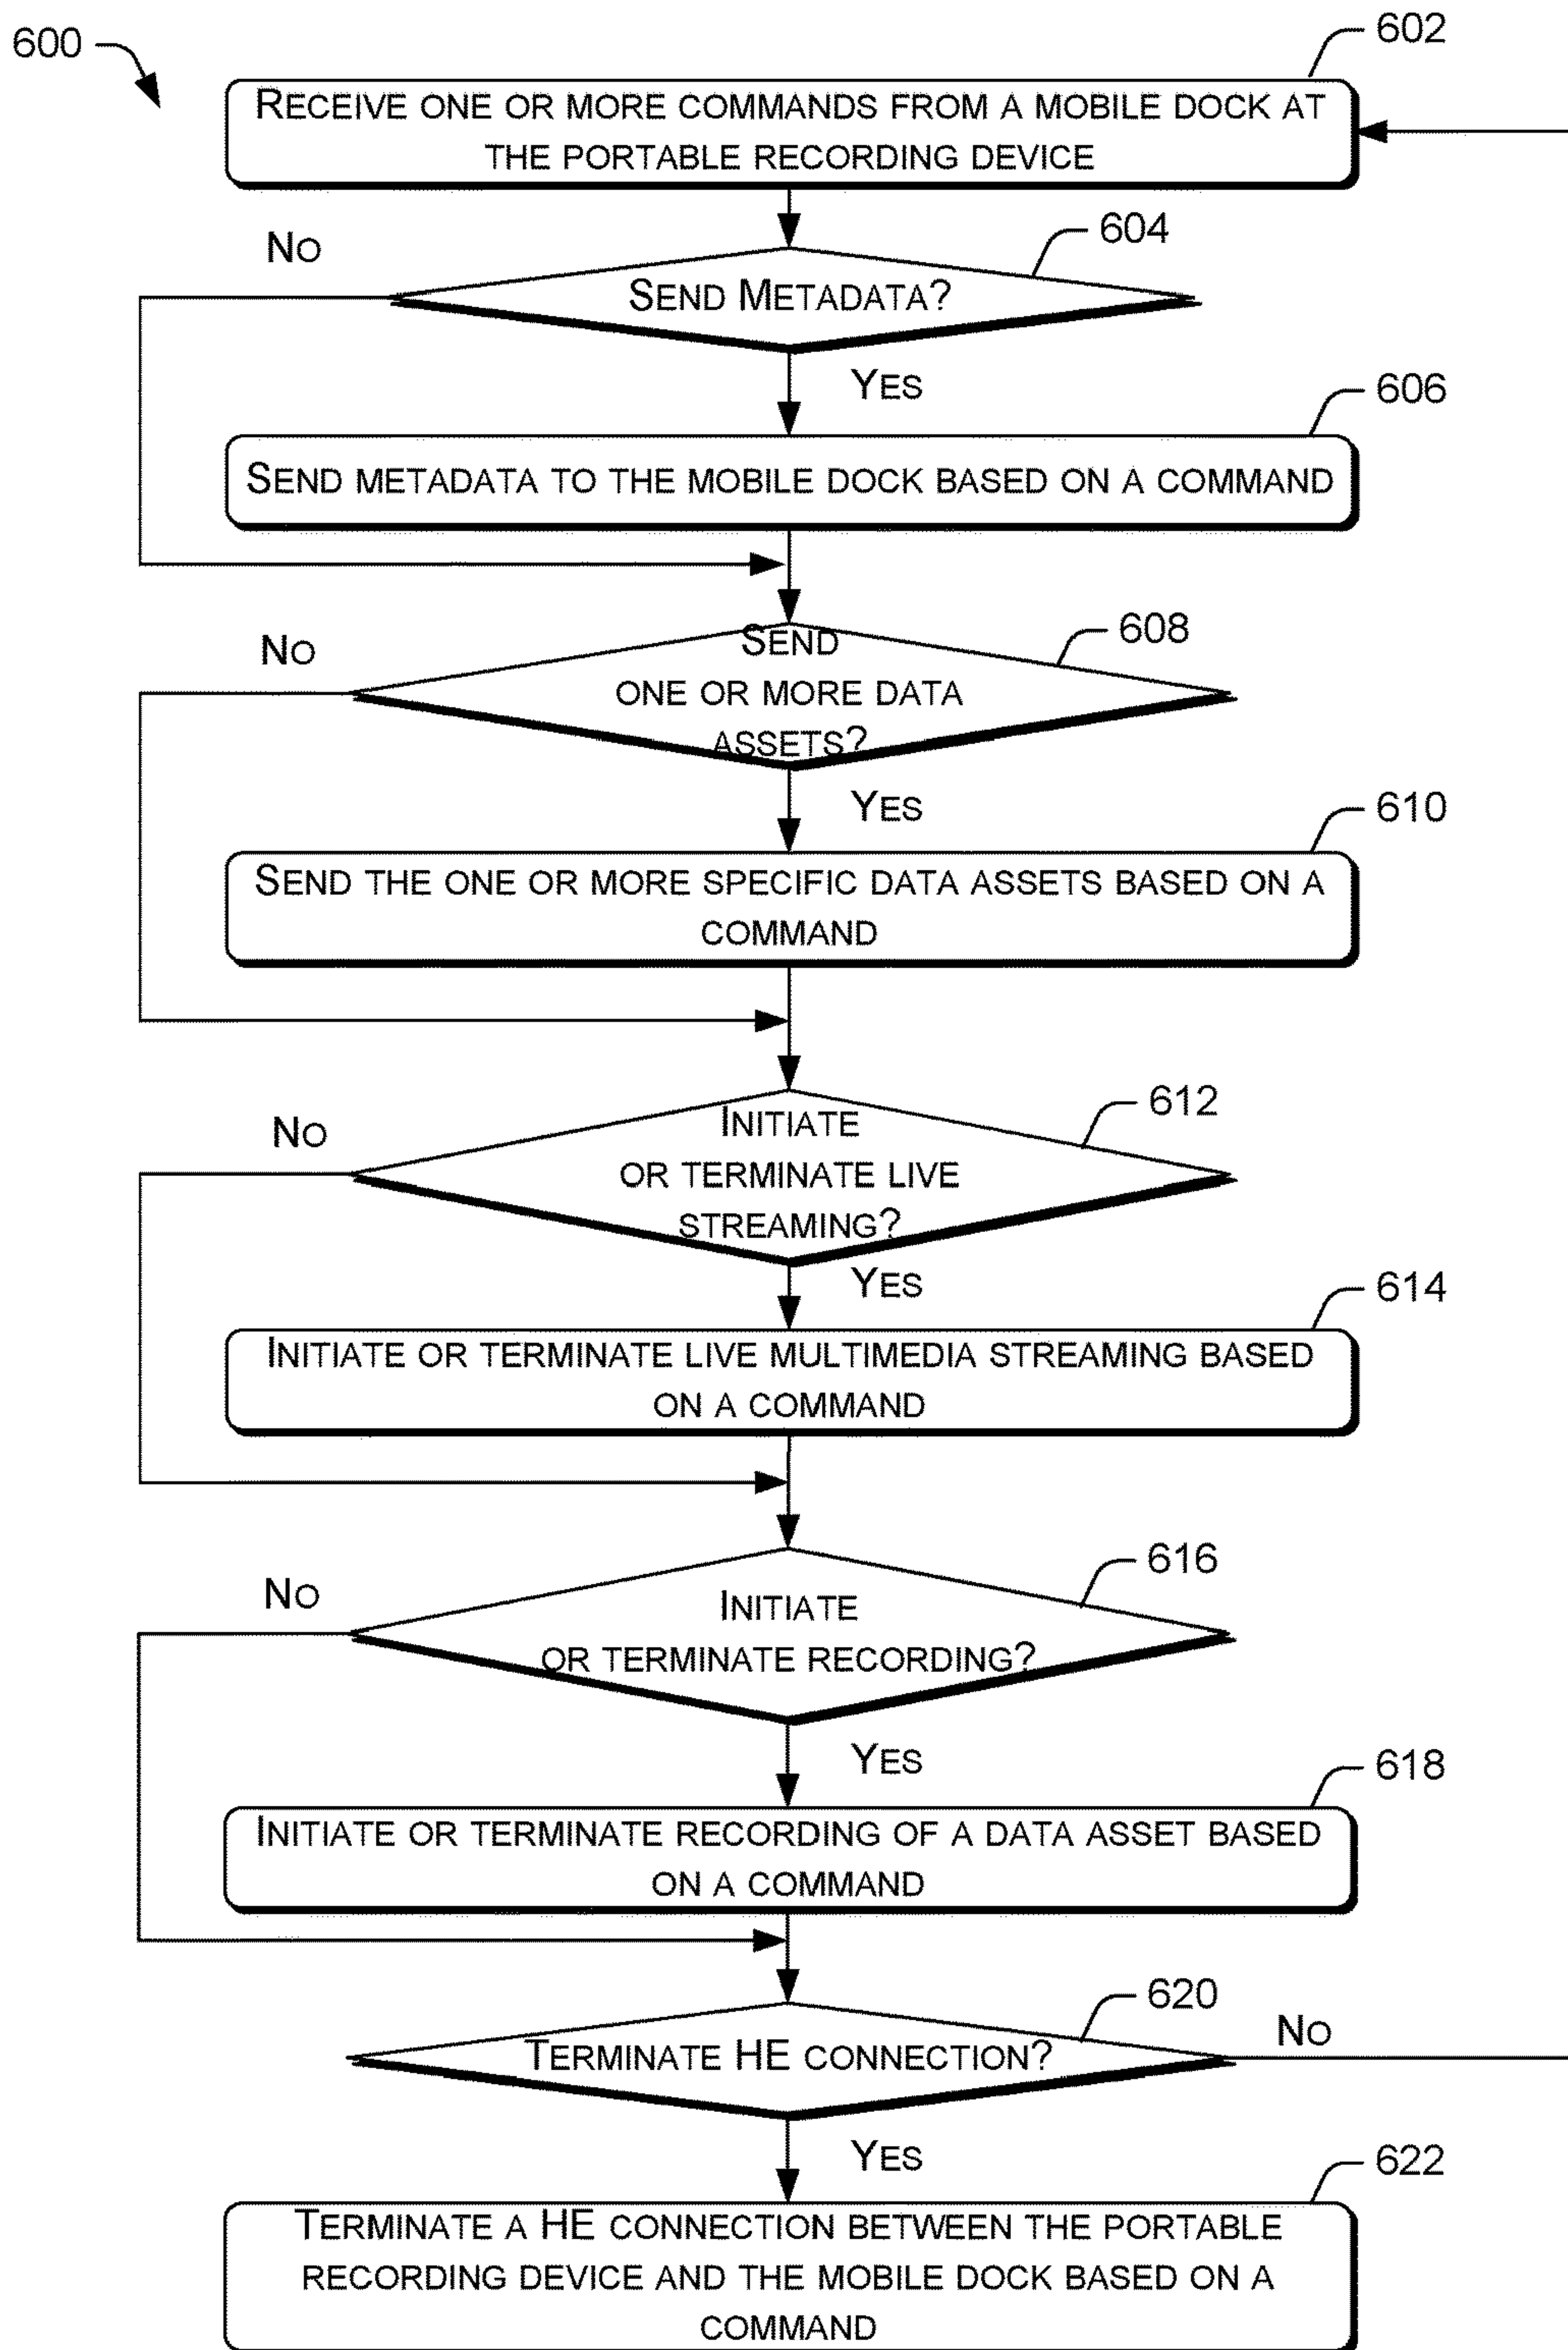 600
602
RECEIVE ONE OR MORE COMMANDS FROM A MOBILE DOCK AT
THE PORTABLE RECORDING DEVICE
604
NO
SEND METADATA?
YES
606
SEND METADATA TO THE MOBILE DOCK BASED ON A COMMAND
608
NO
SEND
ONE OR MORE DATA
ASSETS?
YES
610
SEND THE ONE OR MORE SPECIFIC DATA ASSETS BASED ON A
COMMAND
612
NO
INITIATE
OR TERMINATE LIVE
STREAMING?
YES
614
INITIATE OR TERMINATE LIVE MULTIMEDIA STREAMING BASED
ON A COMMAND
616
NO
INITIATE
OR TERMINATE RECORDING?
YES
618
INITIATE OR TERMINATE RECORDING OF A DATA ASSET BASED
ON A COMMAND
620
TERMINATE HE CONNECTION?
NO
YES
622
TERMINATE A HE CONNECTION BETWEEN THE PORTABLE
RECORDING DEVICE AND THE MOBILE DOCK BASED ON A
COMMAND